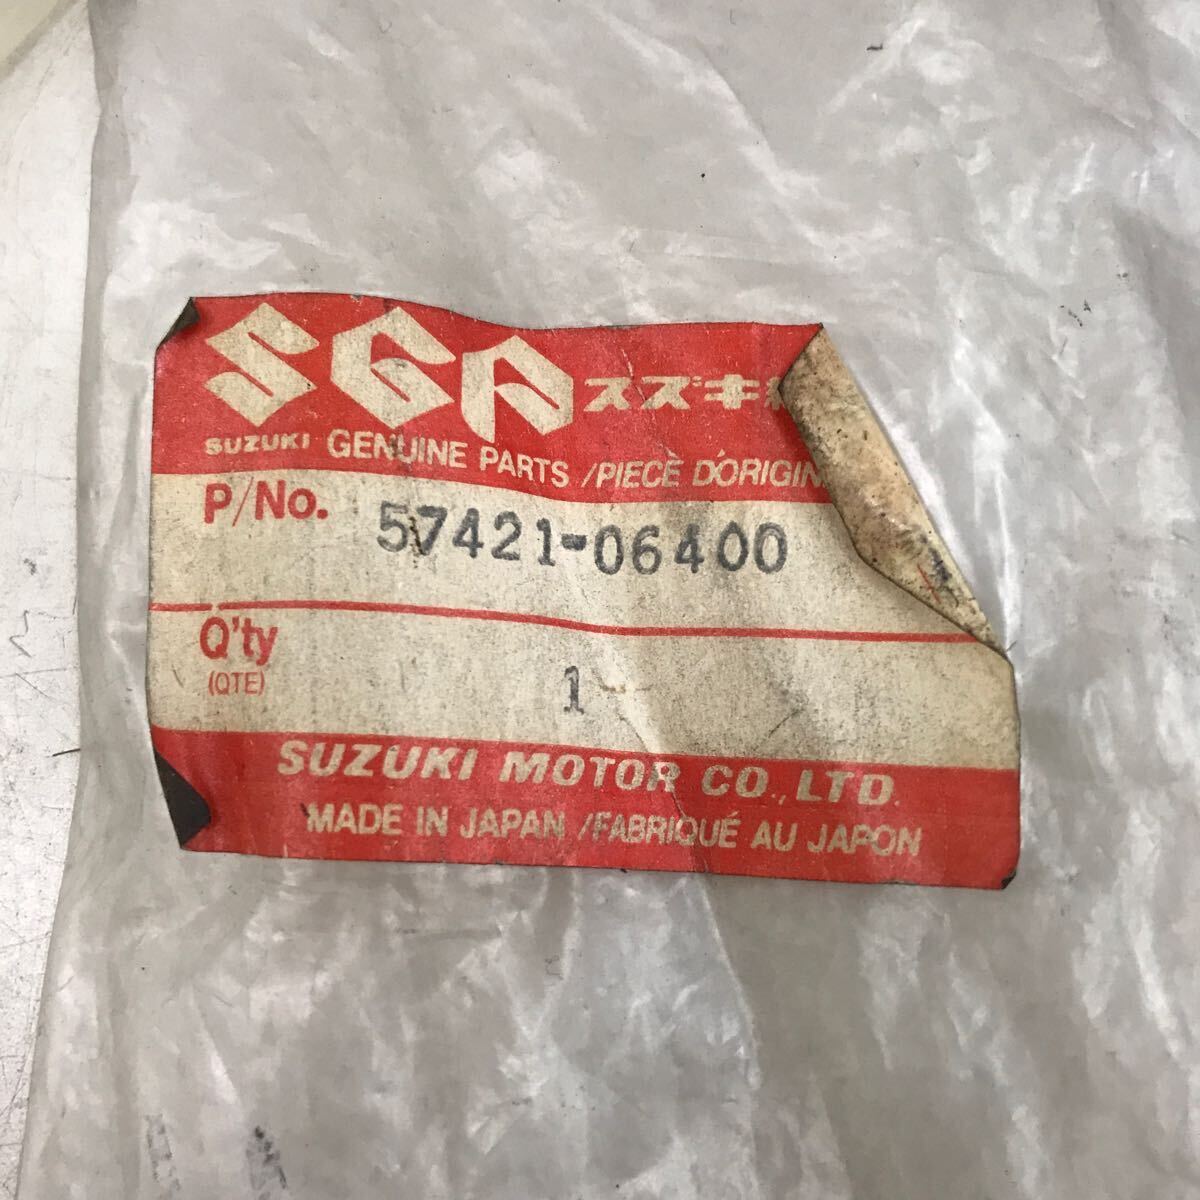 SGP スズキ
SUZUKI GENUINE PARTS /PIECE D'ORIGIN
P/No. 57421-06400
Q'ty 1
(QTE)
SUZUKI MOTOR CO., LTD.
MADE IN JAPAN /FABRIQUÉ AU JAPON